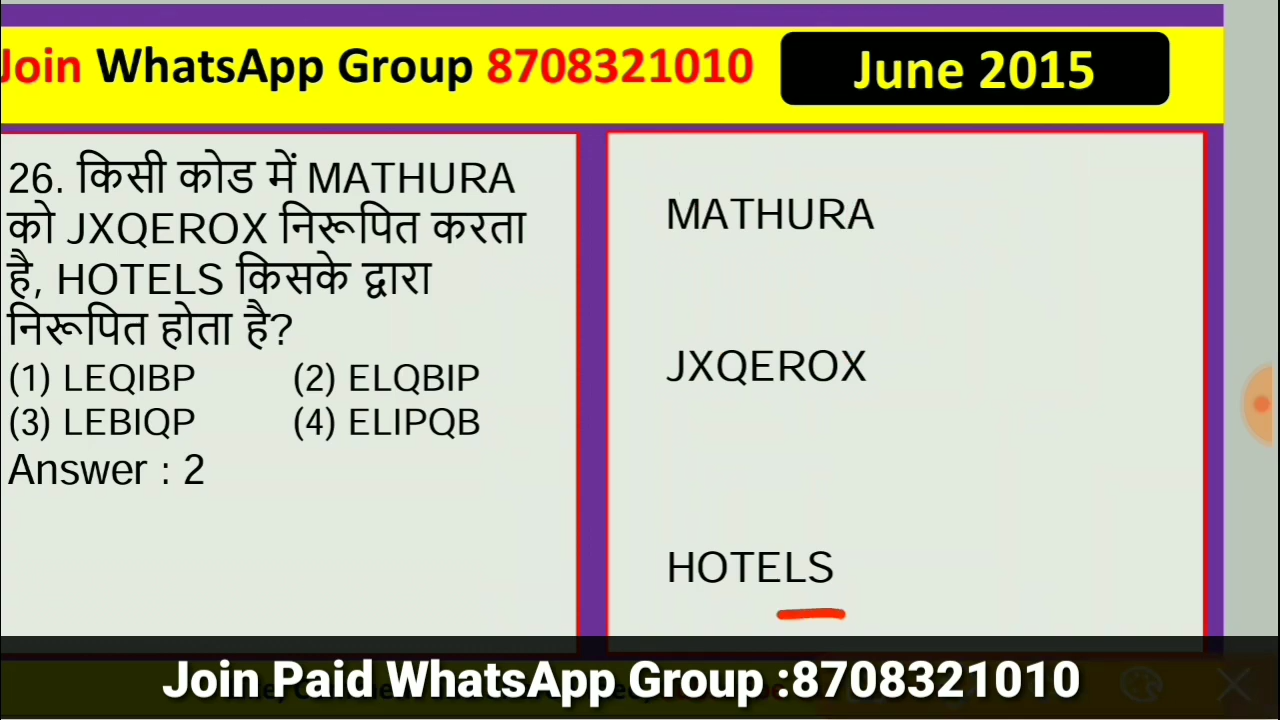 Join WhatsApp Group 8708321010
June 2015
26. किसी कोड में MATHURA
को JXQEROX निरूपित करता
है, HOTELS किसके द्वारा
निरूपित होता है?
(1) LEQIBP (2) ELQBIP
(3) LEBIQP (4) ELIPQB
Answer : 2
MATHURA
JXQEROX
HOTELS
Join Paid WhatsApp Group :8708321010